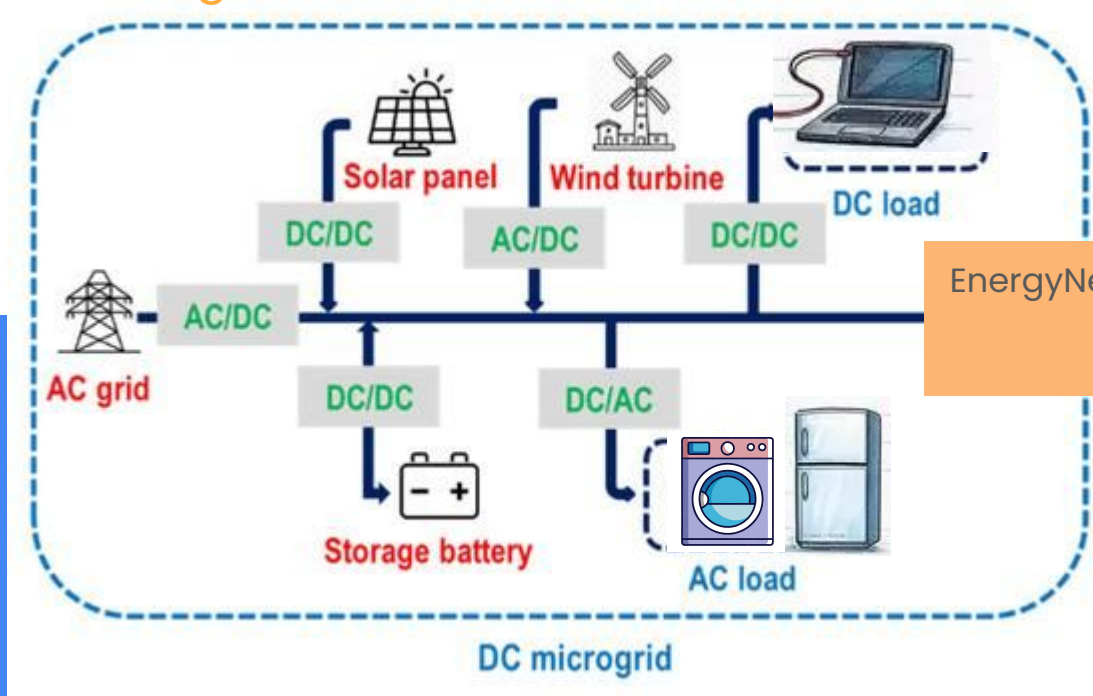 Solar panel
Wind turbine
DC load
DC/DC
AC/DC
DC/DC
AC/DC
AC grid
DC/DC
DC/AC
Storage battery
AC load
DC microgrid